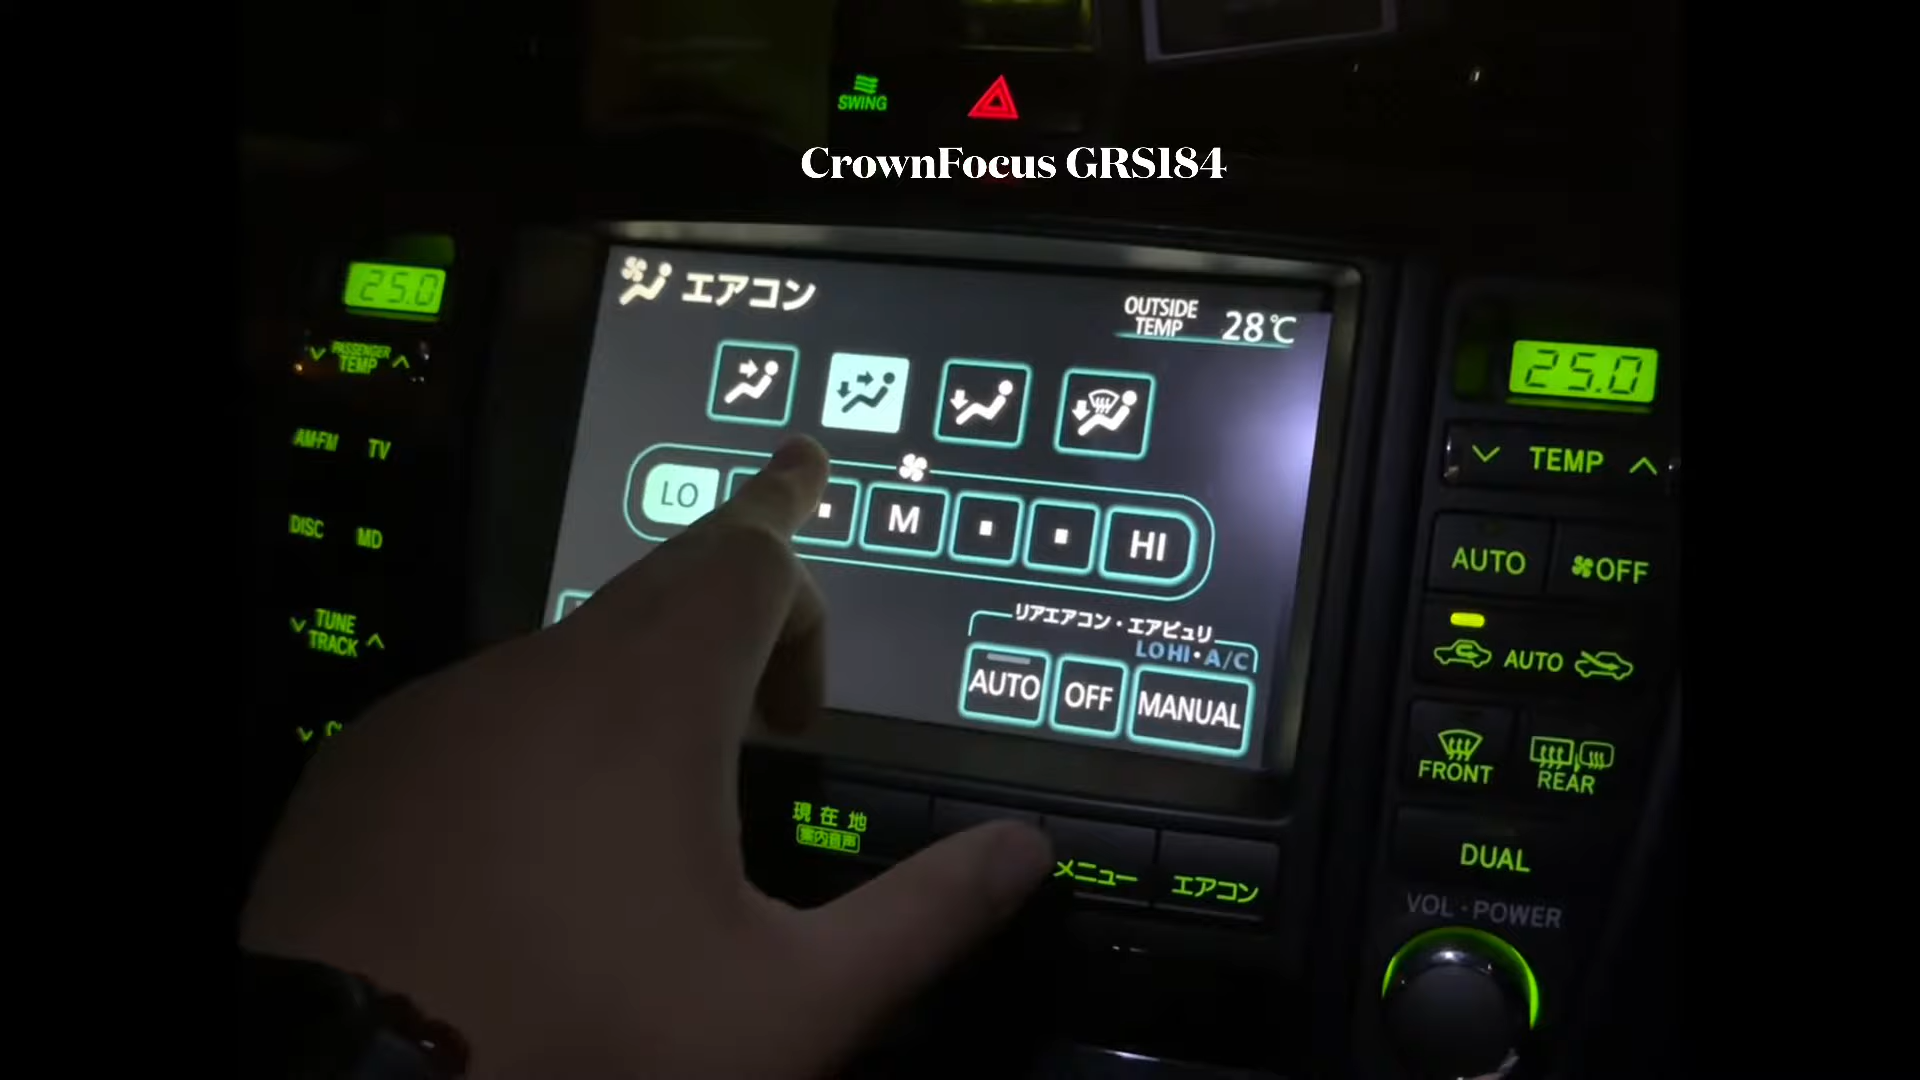 SWING
CrownFocus GRS184
25.0
PASSENGER
TEMP
AM·FM
TV
DISC
MD
TUNE
TRACK
エアコン
OUTSIDE
TEMP
28℃
LO
M
HI
リアエアコン・エアピュリ
LO HI・A/C
AUTO
OFF
MANUAL
現在地
案内音声
メニュー
エアコン
25.0
TEMP
AUTO
OFF
AUTO
FRONT
REAR
DUAL
VOL・POWER